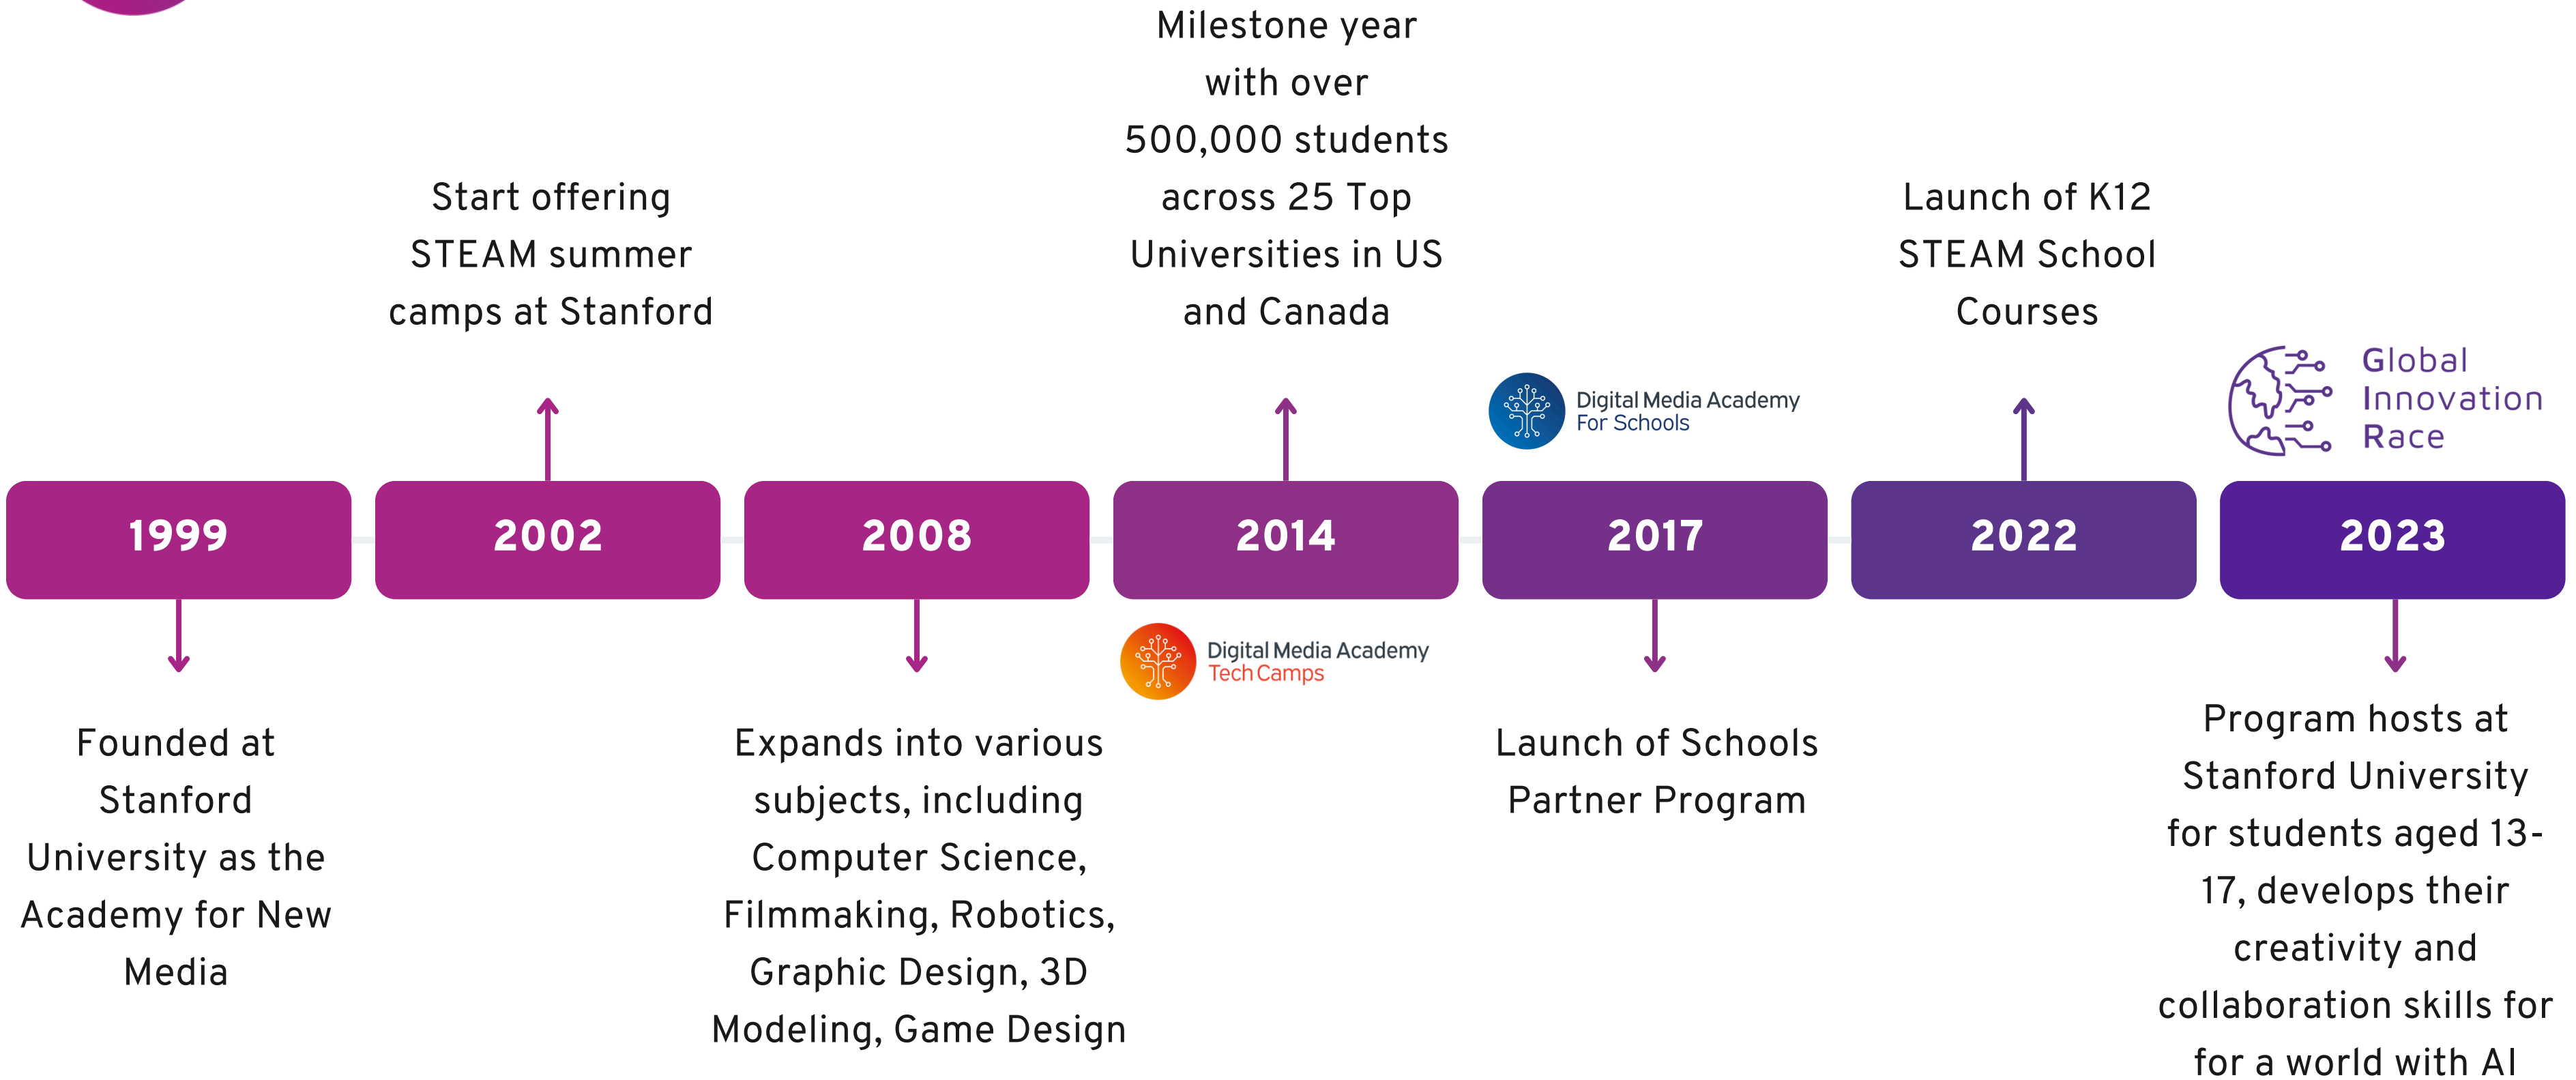 Milestone year
with over
500,000 students
across 25 Top
Universities in US
and Canada
Start offering
STEAM summer
camps at Stanford
Launch of K12
STEAM School
Courses
Digital Media Academy
For Schools
Global
Innovation
Race
1999
2002
2008
2014
2017
2022
2023
Digital Media Academy
Tech Camps
Founded at
Stanford
University as the
Academy for New
Media
Expands into various
subjects, including
Computer Science,
Filmmaking, Robotics,
Graphic Design, 3D
Modeling, Game Design
Launch of Schools
Partner Program
Program hosts at
Stanford University
for students aged 13-
17, develops their
creativity and
collaboration skills for
for a world with AI